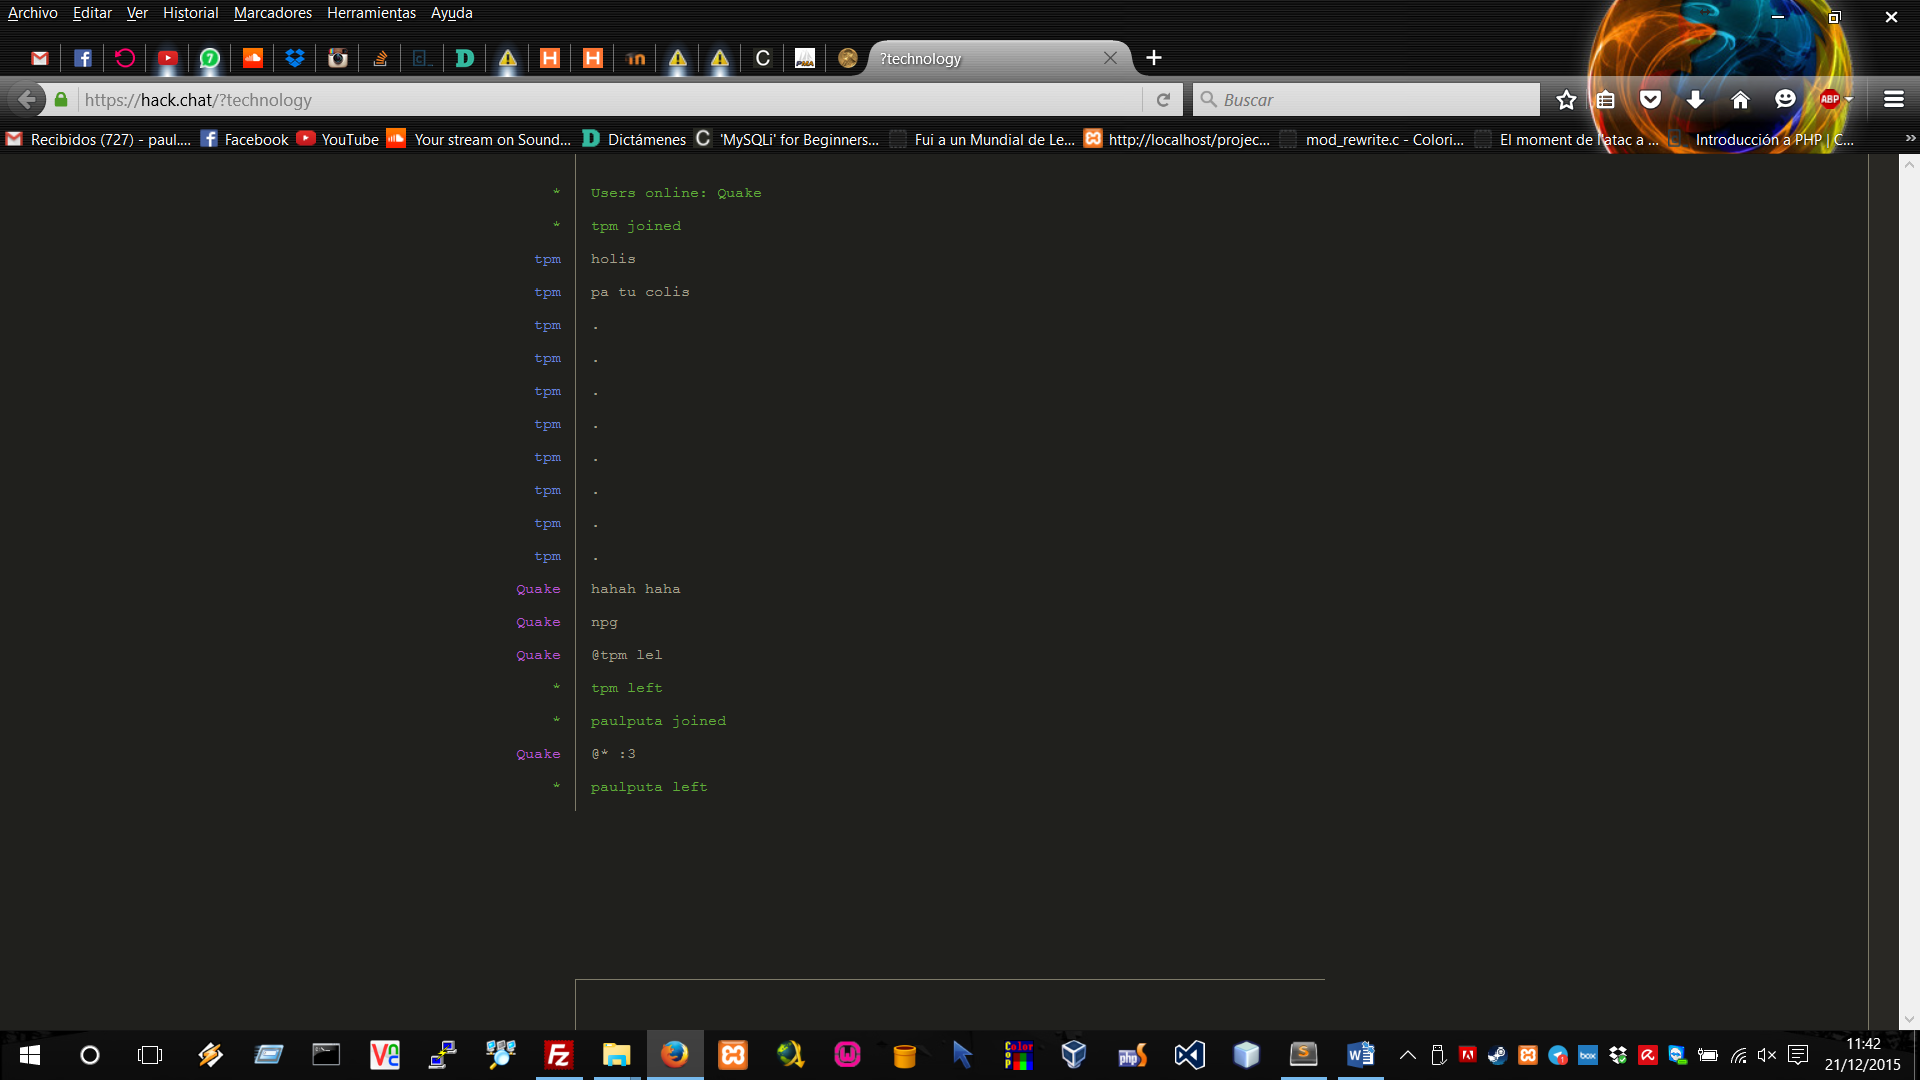 Archivo Editar Ver Historial Marcadores Herramientas Ayuda
?technology
https://hack.chat/?technology
Buscar
ABP
Recibidos (727) - paul.... Facebook YouTube Your stream on Sound... Dictámenes 'MySQLi' for Beginners... Fui a un Mundial de Le... http://localhost/projec... mod_rewrite.c - Colori... El moment de l'atac a ... Introducción a PHP | C...
* Users online: Quake
* tpm joined
tpm holis
tpm pa tu colis
tpm .
tpm .
tpm .
tpm .
tpm .
tpm .
tpm .
tpm .
Quake hahah haha
Quake npg
Quake @tpm lel
* tpm left
* paulputa joined
Quake @* :3
* paulputa left
11:42
21/12/2015